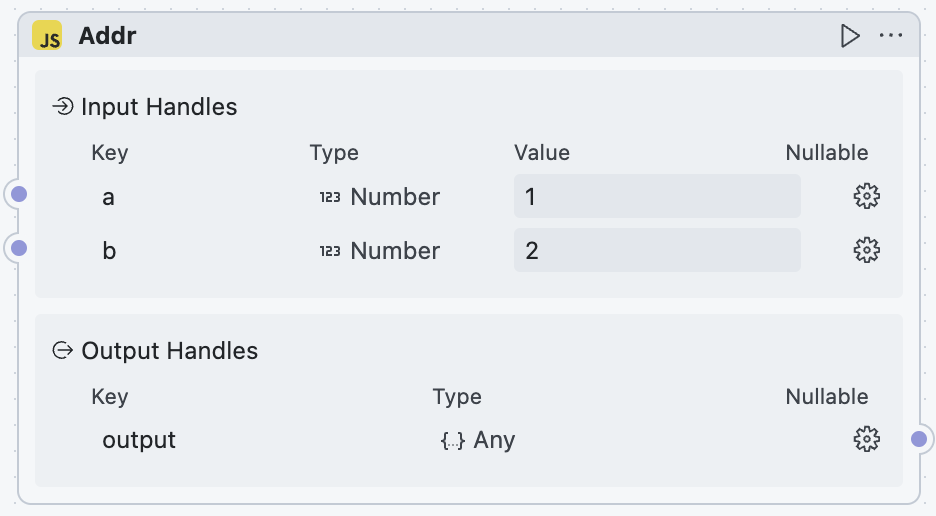 JS Addr
Input Handles
Key Type Value Nullable
a 123 Number 1
b 123 Number 2
Output Handles
Key Type Nullable
output {..} Any